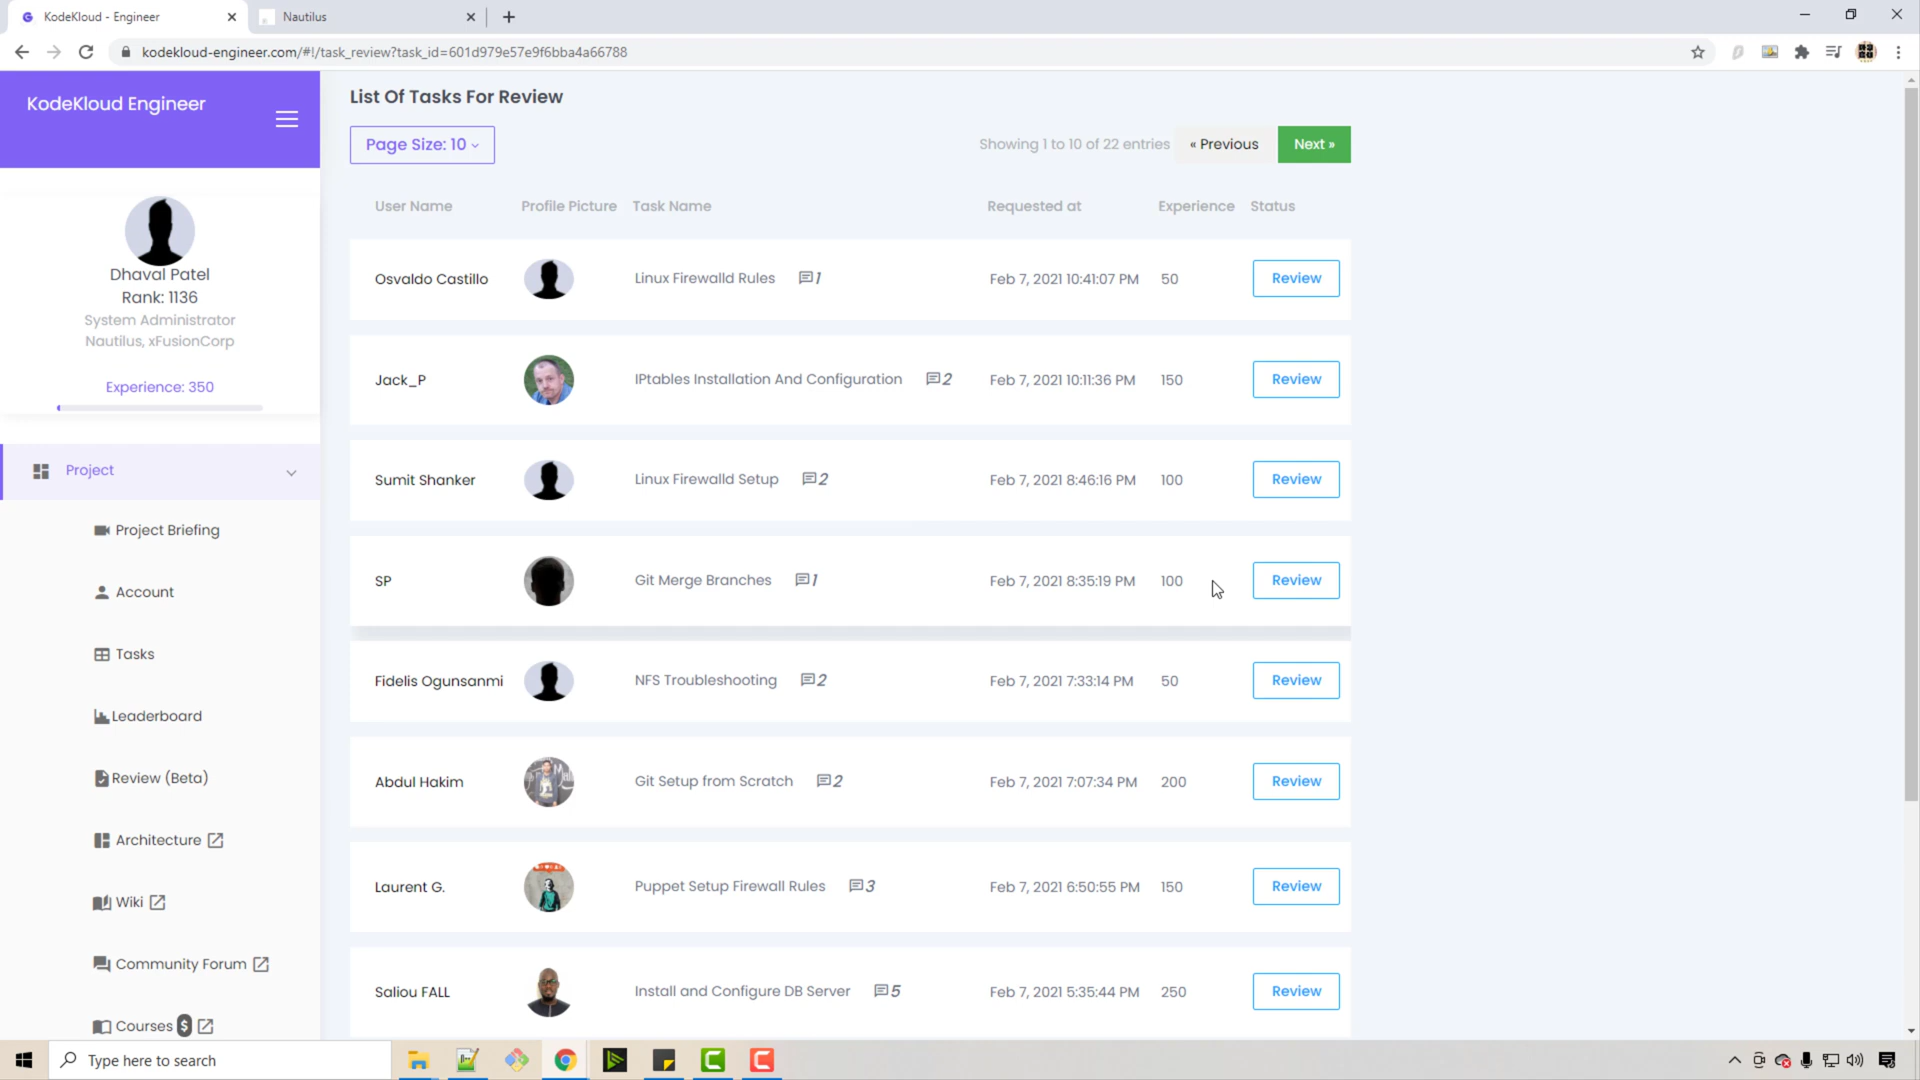 KodeKloud - Engineer
Nautilus
kodekloud-engineer.com/#!/task_review?task_id=601d979e57e9f6bba4a66788
KodeKloud Engineer
Dhaval Patel
Rank: 1136
System Administrator
Nautilus, xFusionCorp
Experience: 350
Project
Project Briefing
Account
Tasks
Leaderboard
Review (Beta)
Architecture
Wiki
Community Forum
Courses $
List Of Tasks For Review
Page Size: 10
Showing 1 to 10 of 22 entries « Previous Next »
User Name Profile Picture Task Name Requested at Experience Status
Osvaldo Castillo Linux Firewalld Rules 1 Feb 7, 2021 10:41:07 PM 50 Review
Jack_P IPtables Installation And Configuration 2 Feb 7, 2021 10:11:36 PM 150 Review
Sumit Shanker Linux Firewalld Setup 2 Feb 7, 2021 8:46:16 PM 100 Review
SP Git Merge Branches 1 Feb 7, 2021 8:35:19 PM 100 Review
Fidelis Ogunsanmi NFS Troubleshooting 2 Feb 7, 2021 7:33:14 PM 50 Review
Abdul Hakim Git Setup from Scratch 2 Feb 7, 2021 7:07:34 PM 200 Review
Laurent G. Puppet Setup Firewall Rules 3 Feb 7, 2021 6:50:55 PM 150 Review
Saliou FALL Install and Configure DB Server 5 Feb 7, 2021 5:35:44 PM 250 Review
Type here to search